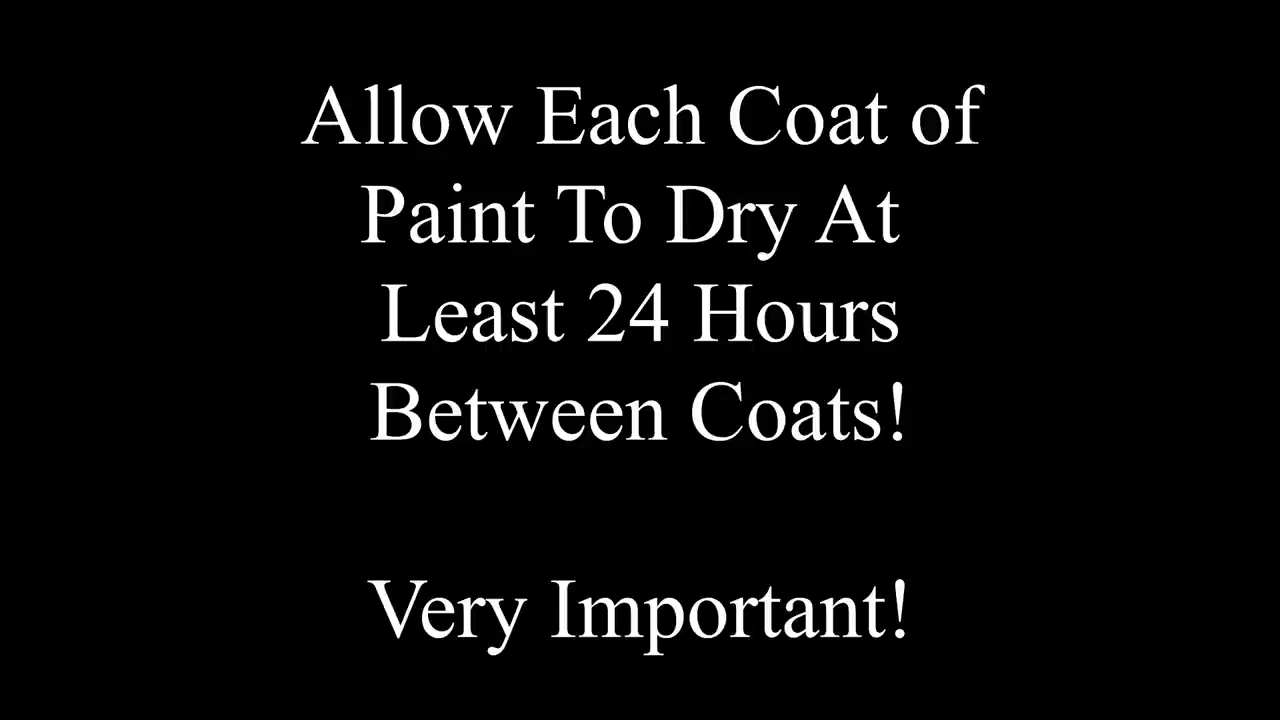 Allow Each Coat of
Paint To Dry At
Least 24 Hours
Between Coats!
Very Important!